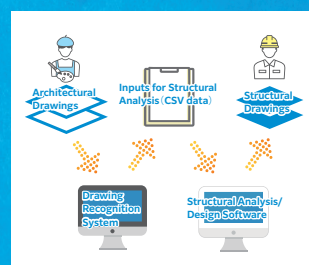 Architectural
Drawings
Inputs for Structural
Analysis(CSV data)
Structural
Drawings
Drawing
Recognition
System
Structural Analysis/
Design Software